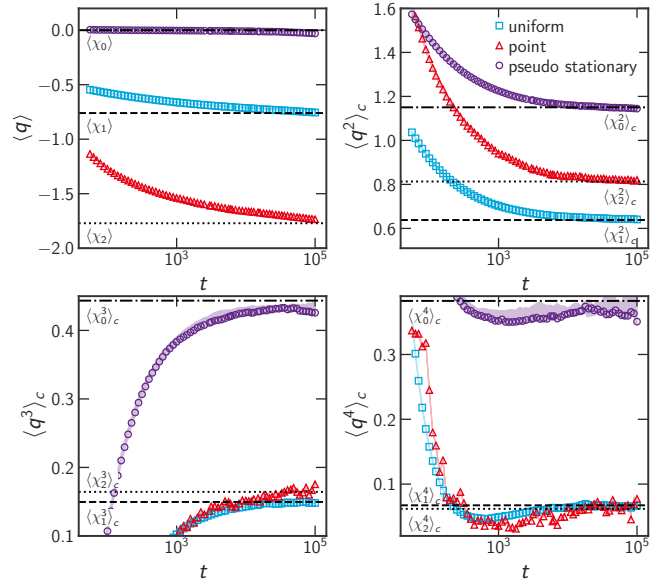 0.0
−0.5
−1.0
−1.5
−2.0
⟨q⟩
⟨χ₀⟩
⟨χ₁⟩
⟨χ₂⟩
10³
10⁵
t
1.6
1.4
1.2
1.0
0.8
0.6
⟨q²⟩c
uniform
point
pseudo stationary
⟨χ₀²⟩c
⟨χ₂²⟩c
⟨χ₁²⟩c
10³
10⁵
t
0.4
0.3
0.2
0.1
⟨q³⟩c
⟨χ₀³⟩c
⟨χ₂³⟩c
⟨χ₁³⟩c
10³
10⁵
t
0.3
0.2
0.1
⟨q⁴⟩c
⟨χ₀⁴⟩c
⟨χ₁⁴⟩c
⟨χ₂⁴⟩c
10³
10⁵
t